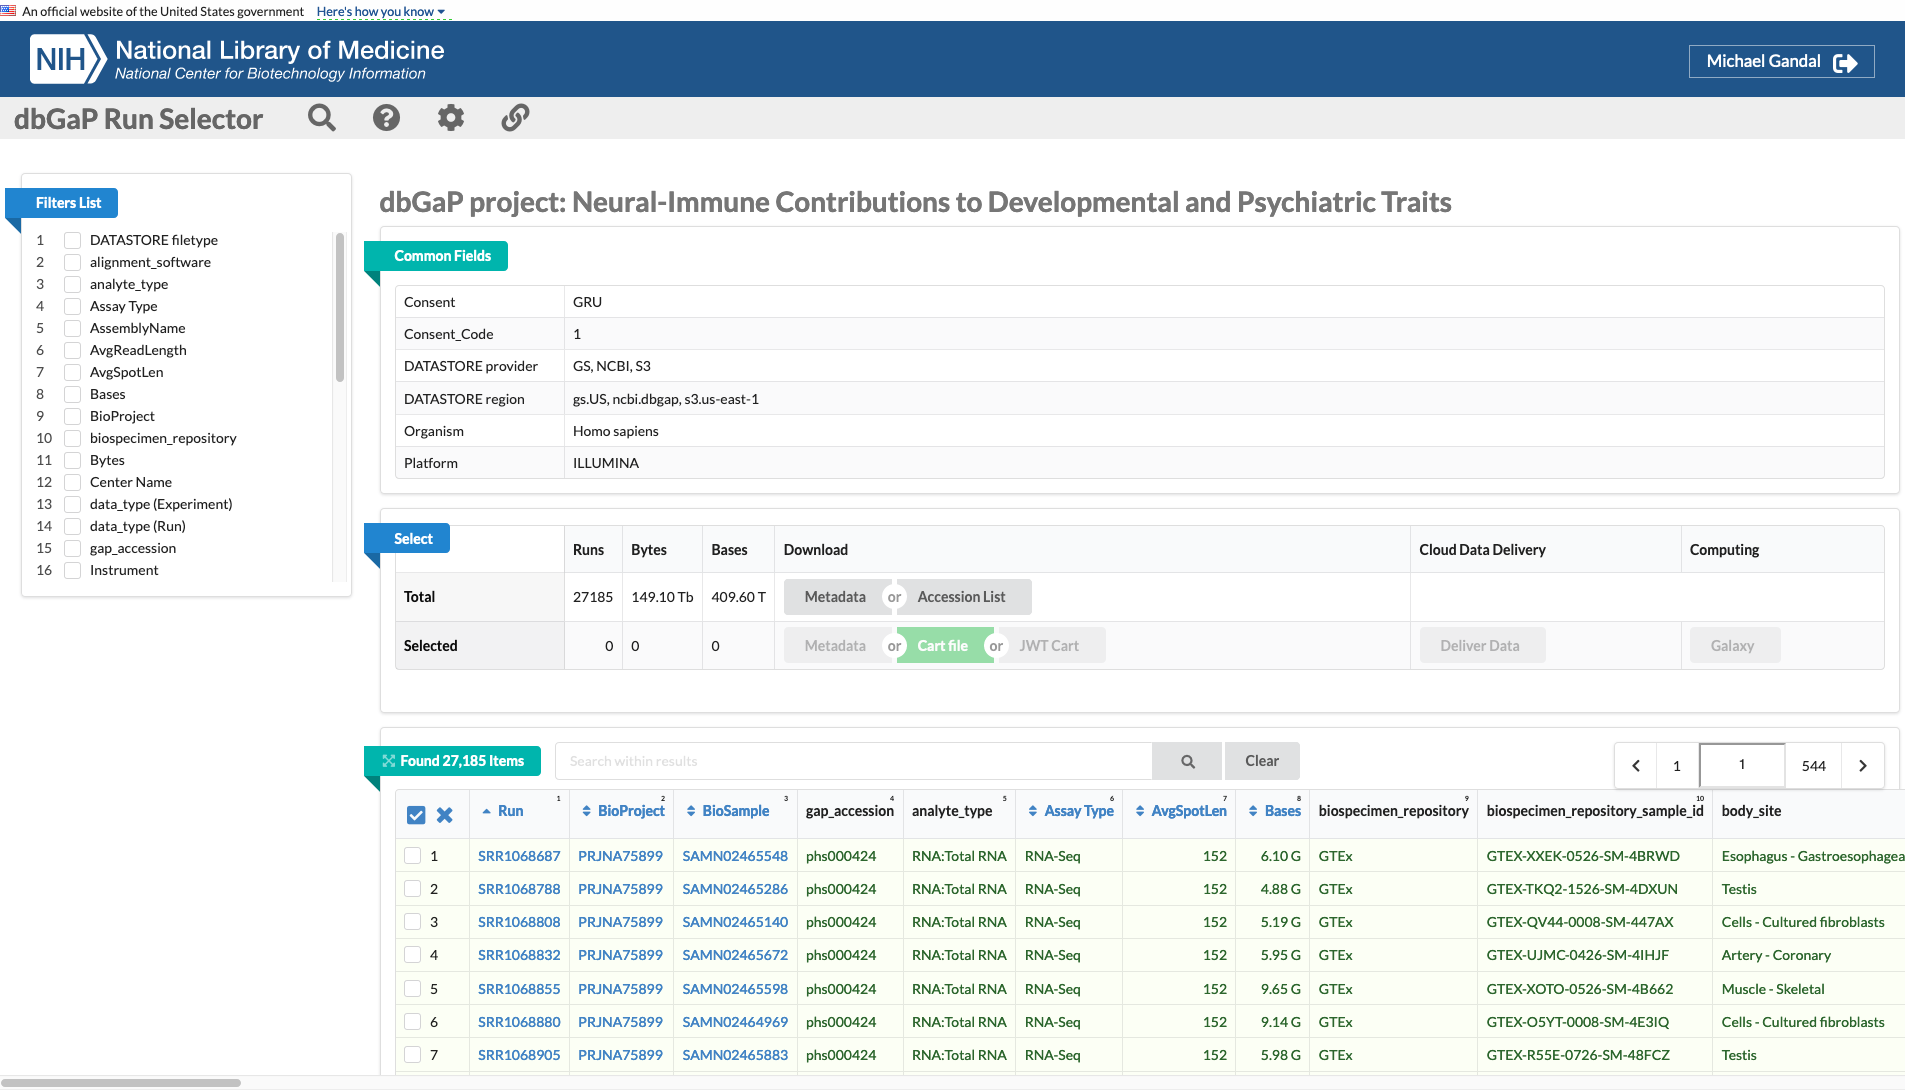 An official website of the United States government Here's how you know
NIH National Library of Medicine
National Center for Biotechnology Information
Michael Gandal
dbGaP Run Selector
Filters List
1 DATASTORE filetype
2 alignment_software
3 analyte_type
4 Assay Type
5 AssemblyName
6 AvgReadLength
7 AvgSpotLen
8 Bases
9 BioProject
10 biospecimen_repository
11 Bytes
12 Center Name
13 data_type (Experiment)
14 data_type (Run)
15 gap_accession
16 Instrument
dbGaP project: Neural-Immune Contributions to Developmental and Psychiatric Traits
Common Fields
Consent GRU
Consent_Code 1
DATASTORE provider GS, NCBI, S3
DATASTORE region gs.US, ncbi.dbgap, s3.us-east-1
Organism Homo sapiens
Platform ILLUMINA
Select
Runs Bytes Bases Download Cloud Data Delivery Computing
Total 27185 149.10 Tb 409.60 T Metadata or Accession List
Selected 0 0 0 Metadata or Cart file or JWT Cart Deliver Data Galaxy
Found 27,185 Items Search within results Clear 1 1 544
Run 1 BioProject 2 BioSample 3 gap_accession 4 analyte_type 5 Assay Type 6 AvgSpotLen 7 Bases 8 biospecimen_repository 9 biospecimen_repository_sample_id 10 body_site
1 SRR1068687 PRJNA75899 SAMN02465548 phs000424 RNA:Total RNA RNA-Seq 152 6.10 G GTEx GTEX-XXEK-0526-SM-4BRWD Esophagus - Gastroesophagea
2 SRR1068788 PRJNA75899 SAMN02465286 phs000424 RNA:Total RNA RNA-Seq 152 4.88 G GTEx GTEX-TKQ2-1526-SM-4DXUN Testis
3 SRR1068808 PRJNA75899 SAMN02465140 phs000424 RNA:Total RNA RNA-Seq 152 5.19 G GTEx GTEX-QV44-0008-SM-447AX Cells - Cultured fibroblasts
4 SRR1068832 PRJNA75899 SAMN02465672 phs000424 RNA:Total RNA RNA-Seq 152 5.95 G GTEx GTEX-UJMC-0426-SM-4IHJF Artery - Coronary
5 SRR1068855 PRJNA75899 SAMN02465598 phs000424 RNA:Total RNA RNA-Seq 152 9.65 G GTEx GTEX-XOTO-0526-SM-4B662 Muscle - Skeletal
6 SRR1068880 PRJNA75899 SAMN02464969 phs000424 RNA:Total RNA RNA-Seq 152 9.14 G GTEx GTEX-O5YT-0008-SM-4E3IQ Cells - Cultured fibroblasts
7 SRR1068905 PRJNA75899 SAMN02465883 phs000424 RNA:Total RNA RNA-Seq 152 5.98 G GTEx GTEX-R55E-0726-SM-48FCZ Testis